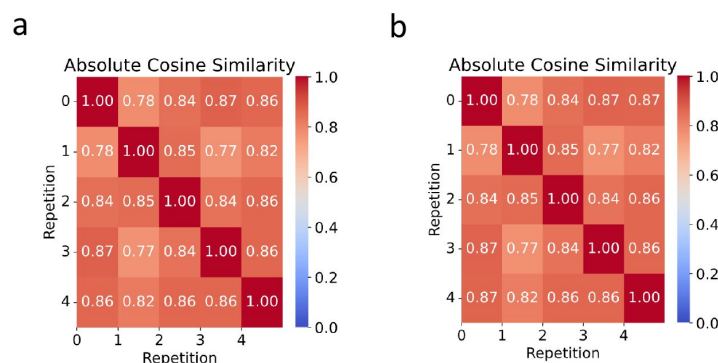 a
Absolute Cosine Similarity
0 1.00 0.78 0.84 0.87 0.86
1 0.78 1.00 0.85 0.77 0.82
2 0.84 0.85 1.00 0.84 0.86
3 0.87 0.77 0.84 1.00 0.86
4 0.86 0.82 0.86 0.86 1.00
0 1 2 3 4
Repetition
Repetition
1.0
0.8
0.6
0.4
0.2
0.0
b
Absolute Cosine Similarity
0 1.00 0.78 0.84 0.87 0.87
1 0.78 1.00 0.85 0.77 0.82
2 0.84 0.85 1.00 0.84 0.86
3 0.87 0.77 0.84 1.00 0.86
4 0.87 0.82 0.86 0.86 1.00
0 1 2 3 4
Repetition
Repetition
1.0
0.8
0.6
0.4
0.2
0.0